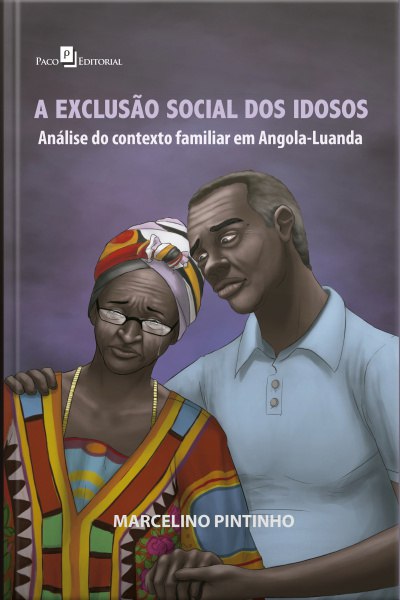 PACO EDITORIAL
A EXCLUSÃO SOCIAL DOS IDOSOS
Análise do contexto familiar em Angola-Luanda
MARCELINO PINTINHO